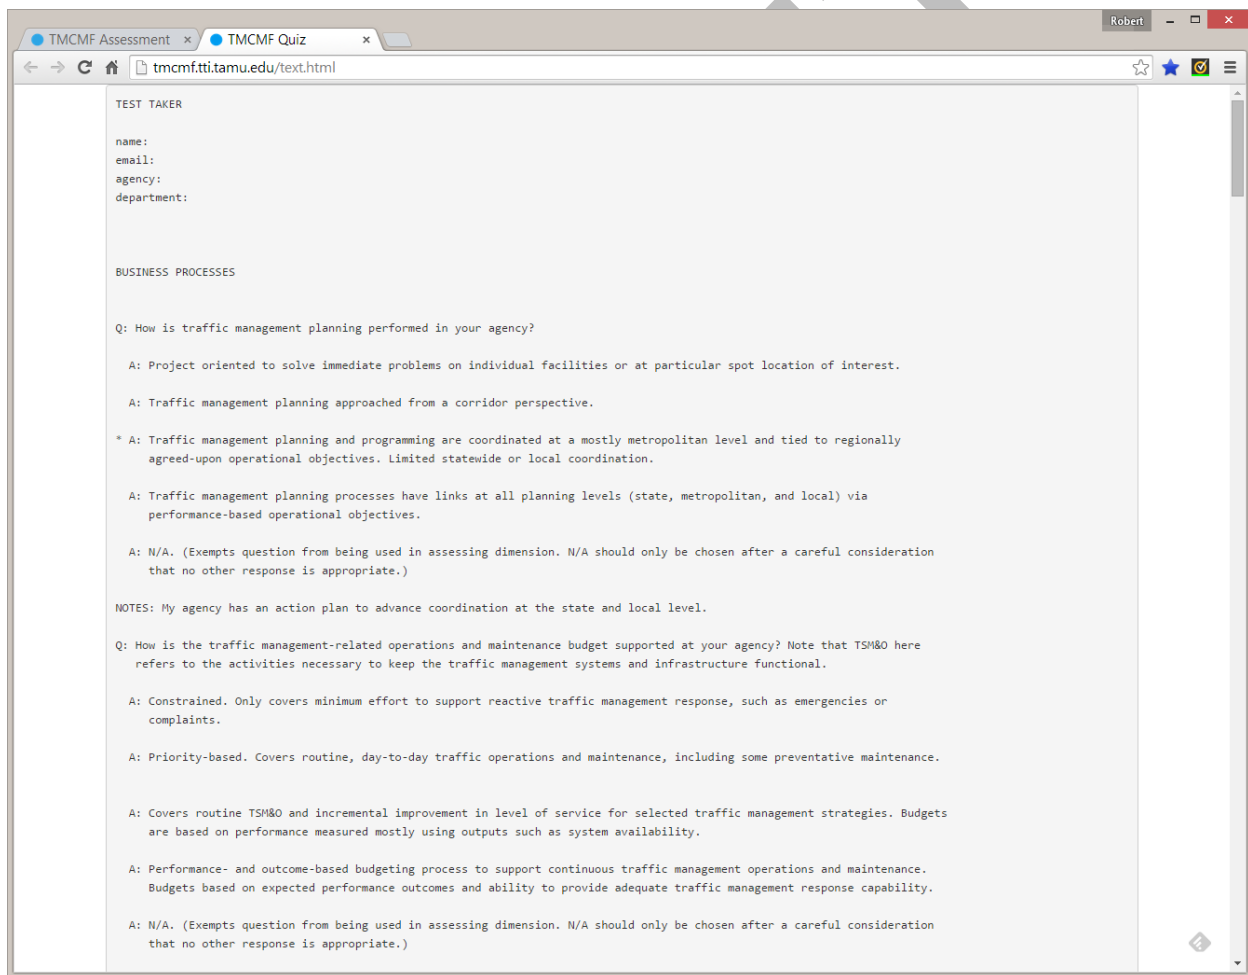 Robert
TMCMF Assessment
TMCMF Quiz
tmcmf.tti.tamu.edu/text.html
TEST TAKER
name:
email:
agency:
department:
BUSINESS PROCESSES
Q: How is traffic management planning performed in your agency?
A: Project oriented to solve immediate problems on individual facilities or at particular spot location of interest.
A: Traffic management planning approached from a corridor perspective.
* A: Traffic management planning and programming are coordinated at a mostly metropolitan level and tied to regionally
agreed-upon operational objectives. Limited statewide or local coordination.
A: Traffic management planning processes have links at all planning levels (state, metropolitan, and local) via
performance-based operational objectives.
A: N/A. (Exempts question from being used in assessing dimension. N/A should only be chosen after a careful consideration
that no other response is appropriate.)
NOTES: My agency has an action plan to advance coordination at the state and local level.
Q: How is the traffic management-related operations and maintenance budget supported at your agency? Note that TSM&O here
refers to the activities necessary to keep the traffic management systems and infrastructure functional.
A: Constrained. Only covers minimum effort to support reactive traffic management response, such as emergencies or
complaints.
A: Priority-based. Covers routine, day-to-day traffic operations and maintenance, including some preventative maintenance.
A: Covers routine TSM&O and incremental improvement in level of service for selected traffic management strategies. Budgets
are based on performance measured mostly using outputs such as system availability.
A: Performance- and outcome-based budgeting process to support continuous traffic management operations and maintenance.
Budgets based on expected performance outcomes and ability to provide adequate traffic management response capability.
A: N/A. (Exempts question from being used in assessing dimension. N/A should only be chosen after a careful consideration
that no other response is appropriate.)